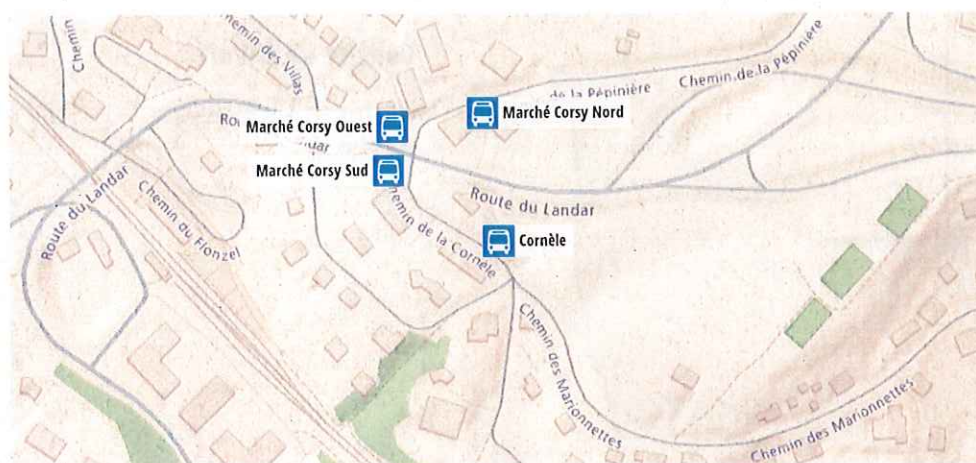 Chemin
Chemin des Villas
de la Pépinière
Chemin de la Pépinière
Marché Corsy Nord
Marché Corsy Ouest
Marché Corsy Sud
Route du Landar
Chemin du Flonzel
Route du Landar
Chemin de la Cornèle
Cornèle
Chemin des Marionnettes
Chemin des Marionnettes